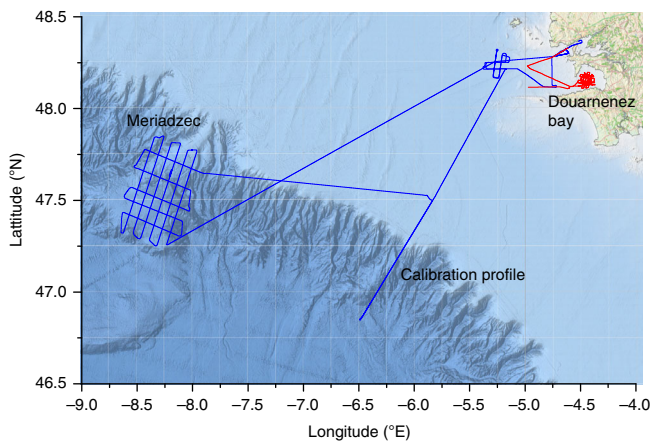 48.5
48.0
47.5
47.0
46.5
Lattitude (°N)
Meriadzec
Douarnenez
bay
Calibration profile
–9.0 –8.5 –8.0 –7.5 –7.0 –6.5 –6.0 –5.5 –5.0 –4.5 –4.0
Longitude (°E)